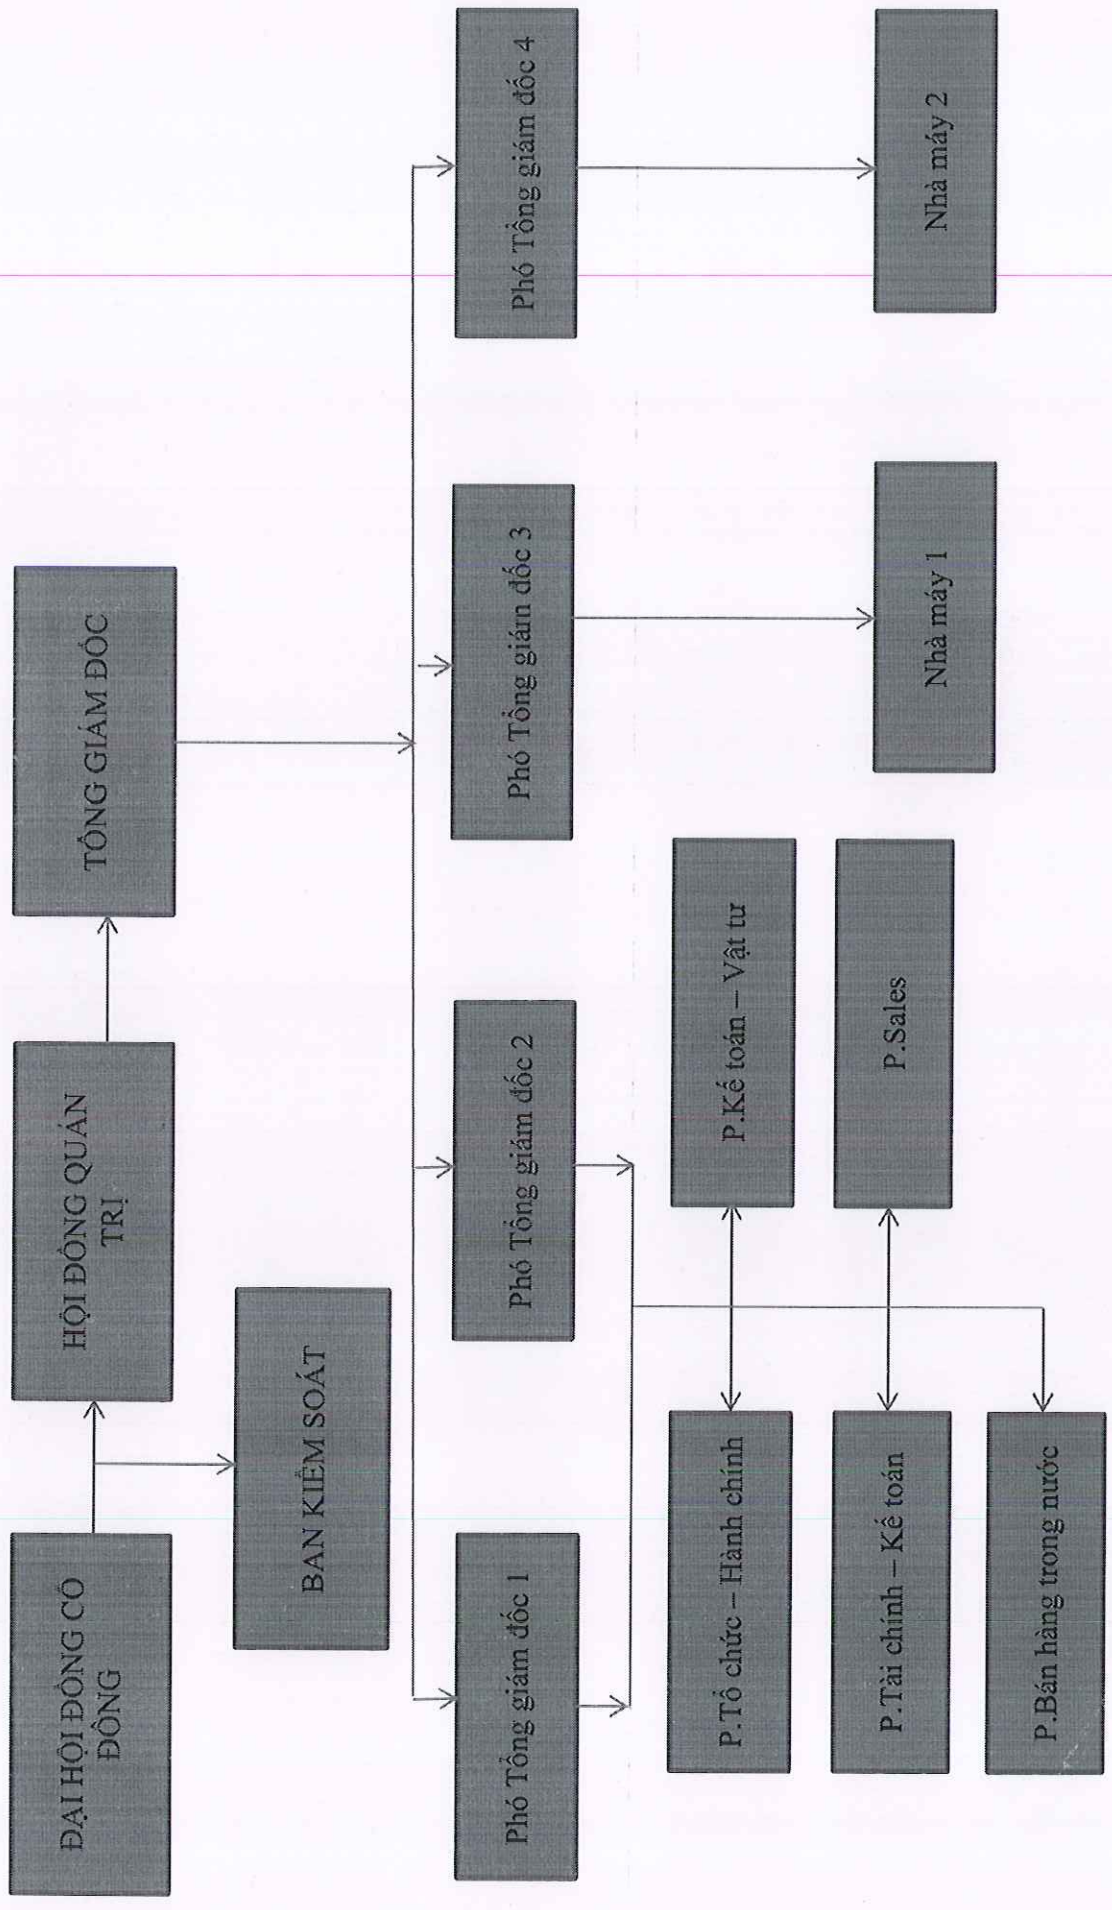 ĐẠI HỘI ĐỒNG CỔ
ĐÔNG
HỘI ĐỒNG QUẢN
TRỊ
TỔNG GIÁM ĐỐC
BAN KIỂM SOÁT
Phó Tổng giám đốc 1
Phó Tổng giám đốc 2
Phó Tổng giám đốc 3
Phó Tổng giám đốc 4
P.Tổ chức – Hành chính
P.Kế toán – Vật tư
P.Tài chính – Kế toán
P.Sales
P.Bán hàng trong nước
Nhà máy 1
Nhà máy 2